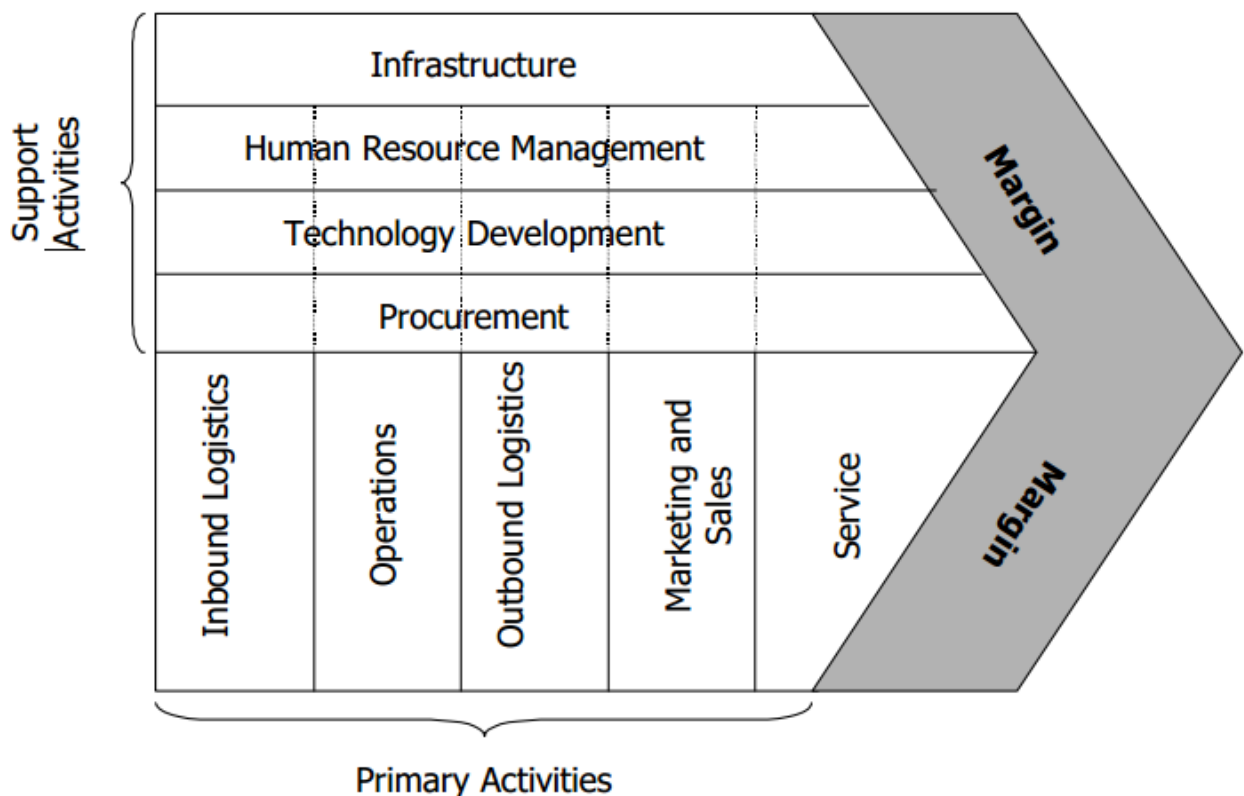 Support
Activities
Infrastructure
Human Resource Management
Technology Development
Procurement
Inbound Logistics
Operations
Outbound Logistics
Marketing and
Sales
Service
Margin
Margin
Primary Activities